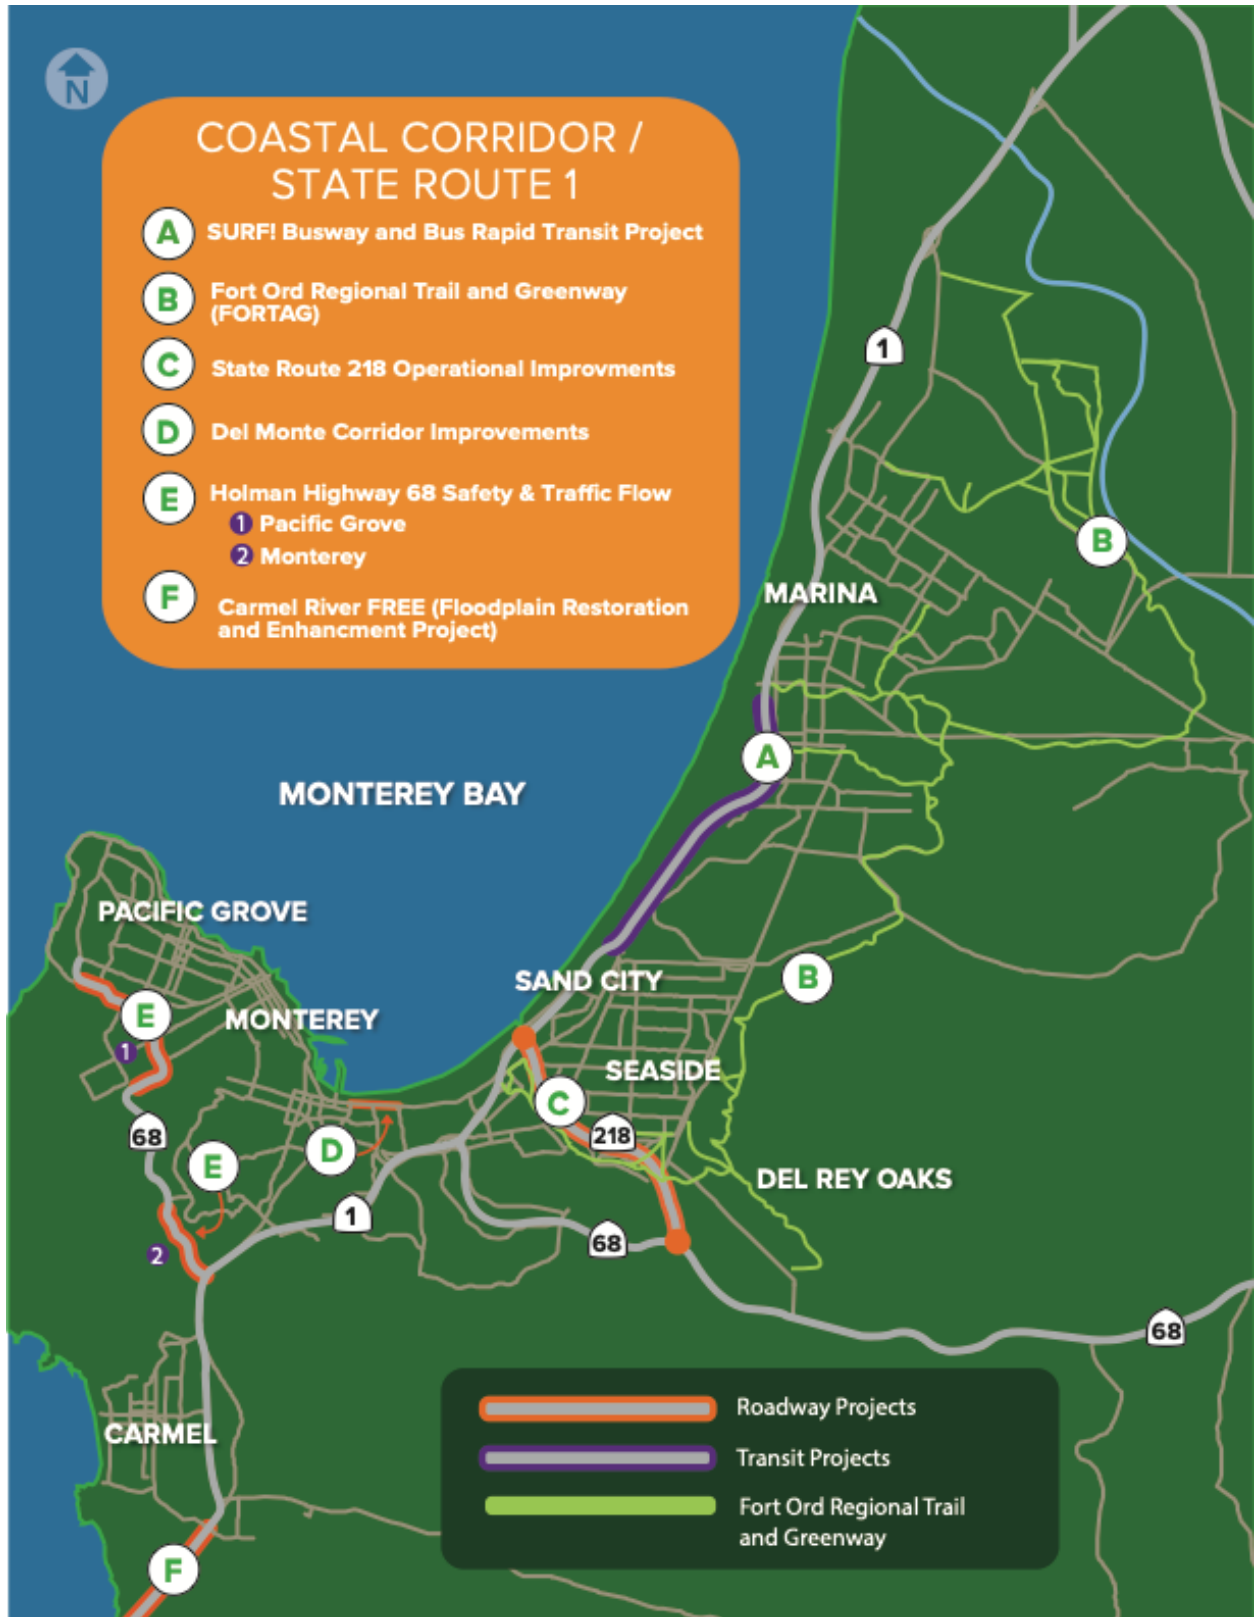 N
COASTAL CORRIDOR /
STATE ROUTE 1
A SURF! Busway and Bus Rapid Transit Project
B Fort Ord Regional Trail and Greenway
(FORTAG)
C State Route 218 Operational Improvments
D Del Monte Corridor Improvements
E Holman Highway 68 Safety & Traffic Flow
1 Pacific Grove
2 Monterey
F Carmel River FREE (Floodplain Restoration
and Enhancment Project)
1
B
MARINA
A
MONTEREY BAY
PACIFIC GROVE
SAND CITY
B
E
MONTEREY
1
SEASIDE
C
68
218
D
E
DEL REY OAKS
1
68
2
68
CARMEL
F
Roadway Projects
Transit Projects
Fort Ord Regional Trail
and Greenway